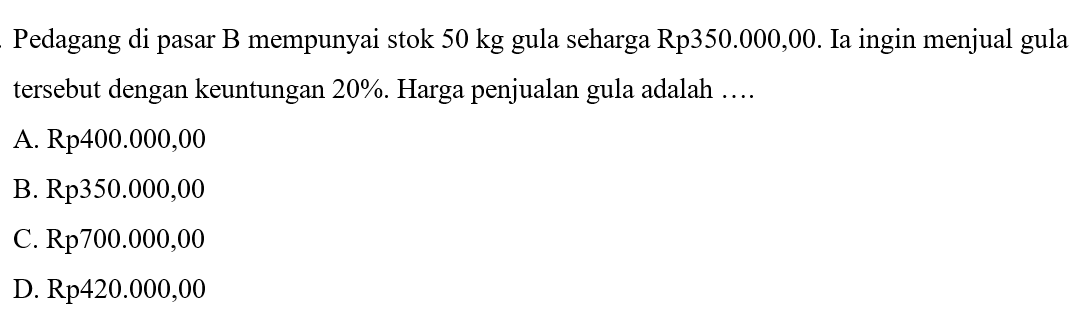 . Pedagang di pasar B mempunyai stok 50 kg gula seharga Rp350.000,00. Ia ingin menjual gula
tersebut dengan keuntungan 20%. Harga penjualan gula adalah ….
A. Rp400.000,00
B. Rp350.000,00
C. Rp700.000,00
D. Rp420.000,00